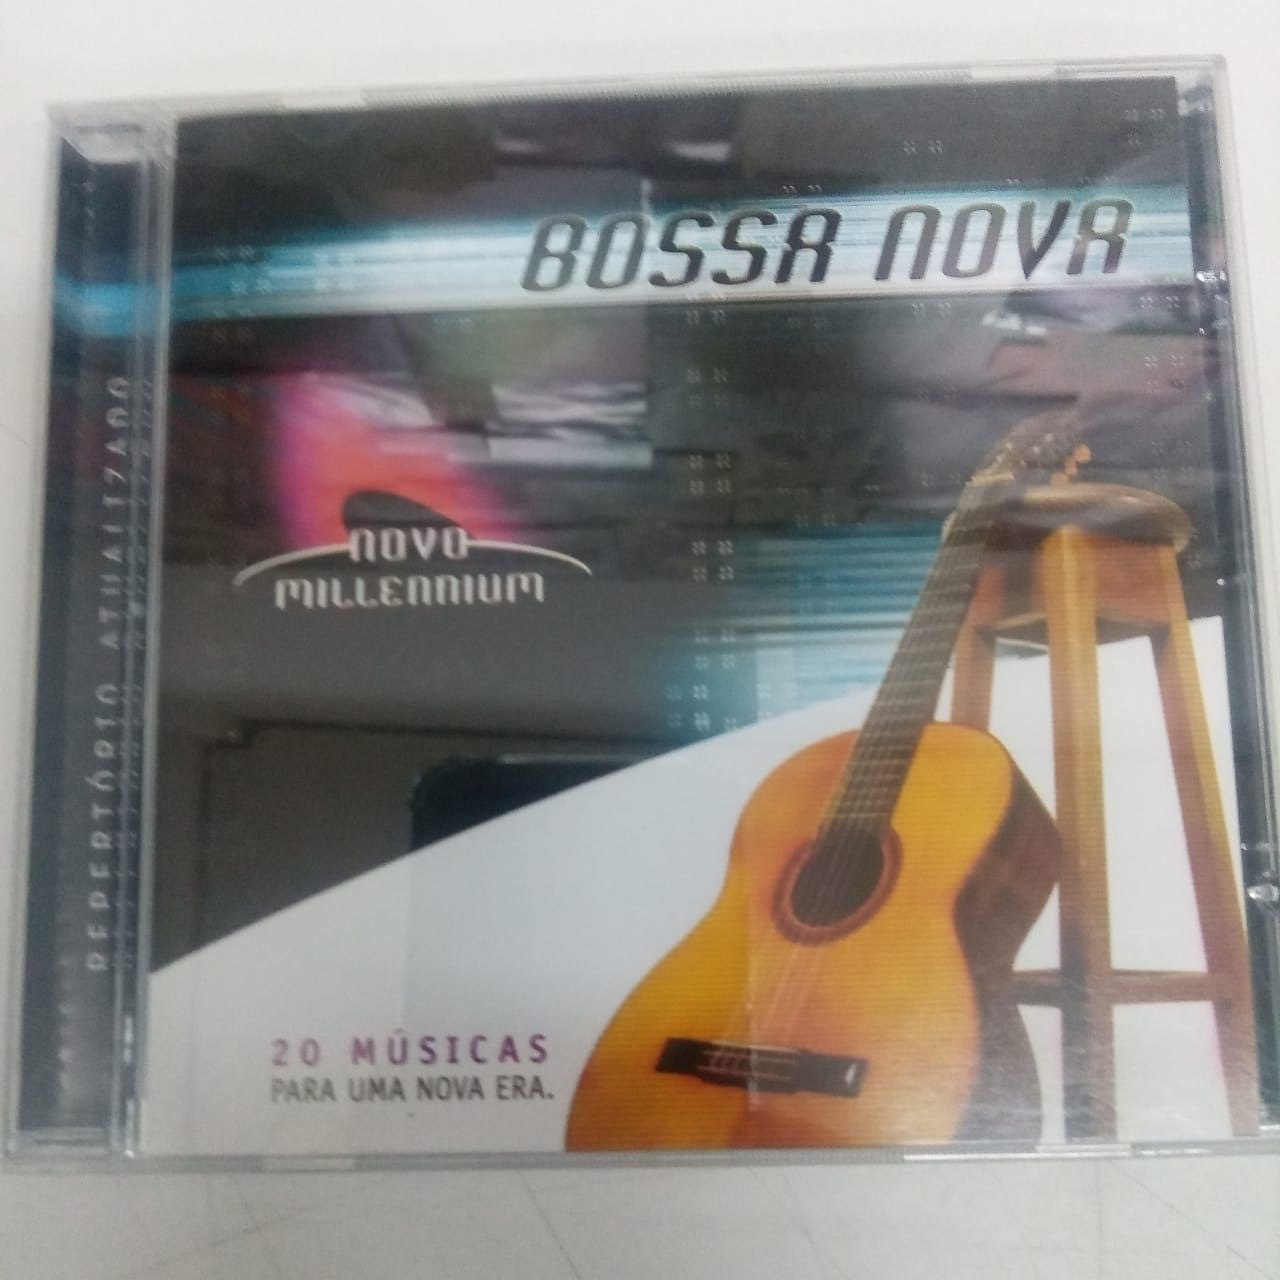 BOSSA NOVA
NOVO
MILLENNIUM
20 MÚSICAS
PARA UMA NOVA ERA.
REPERTÓRIO ATUALIZADO